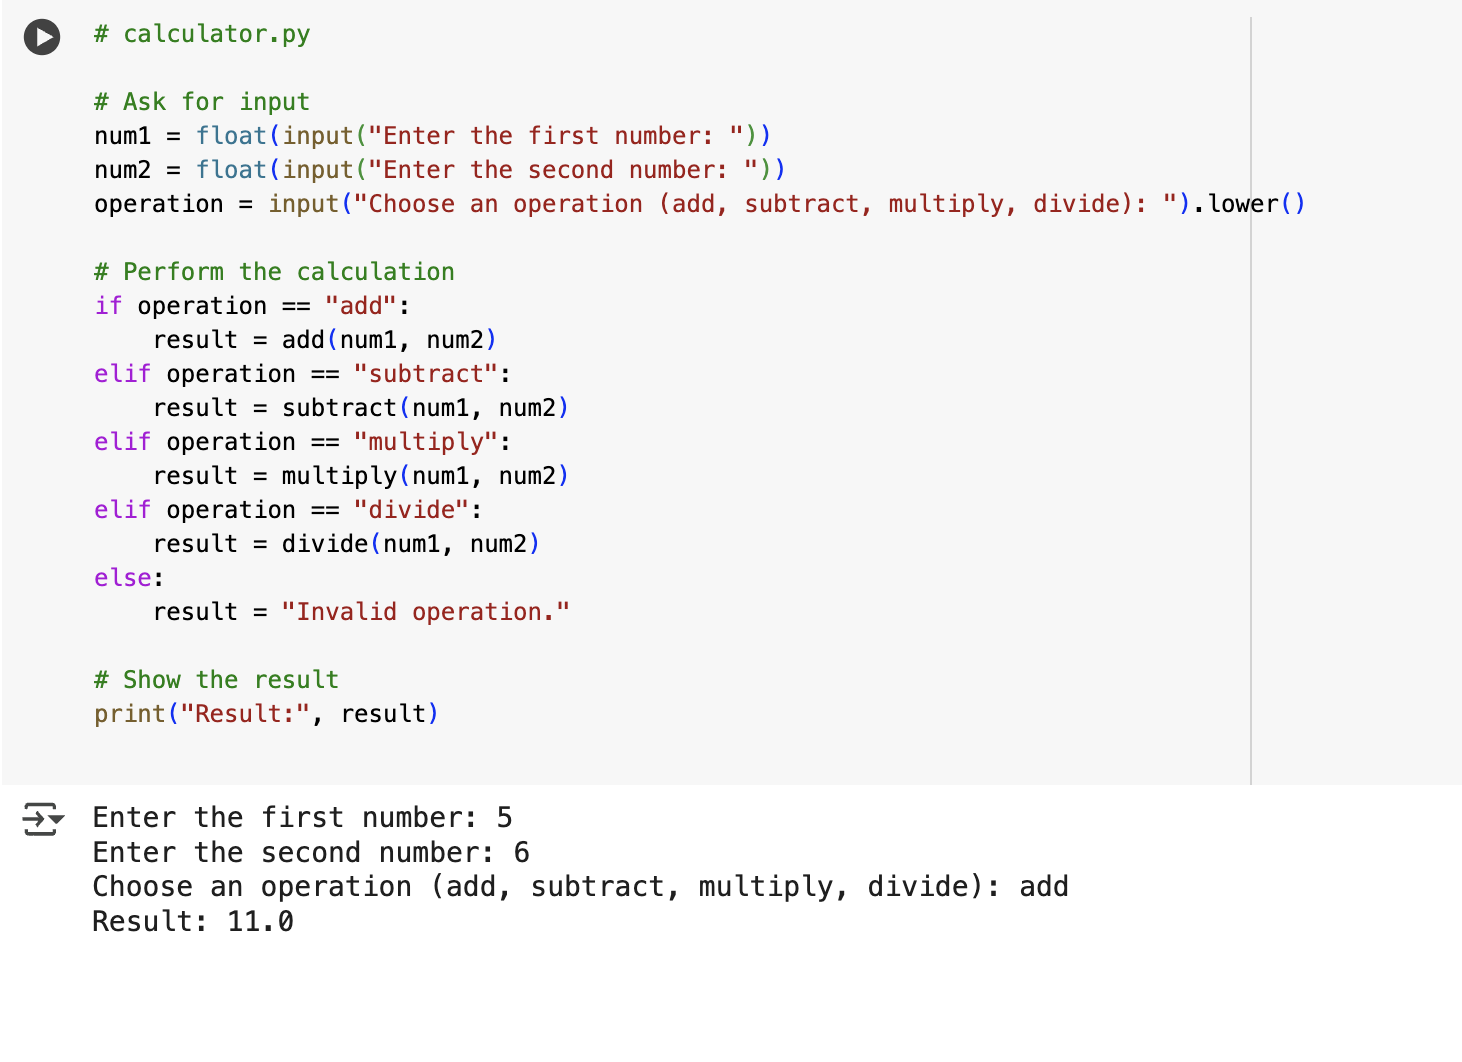 # calculator.py
# Ask for input
num1 = float(input("Enter the first number: "))
num2 = float(input("Enter the second number: "))
operation = input("Choose an operation (add, subtract, multiply, divide): ").lower()
# Perform the calculation
if operation == "add":
    result = add(num1, num2)
elif operation == "subtract":
    result = subtract(num1, num2)
elif operation == "multiply":
    result = multiply(num1, num2)
elif operation == "divide":
    result = divide(num1, num2)
else:
    result = "Invalid operation."
# Show the result
print("Result:", result)
Enter the first number: 5
Enter the second number: 6
Choose an operation (add, subtract, multiply, divide): add
Result: 11.0